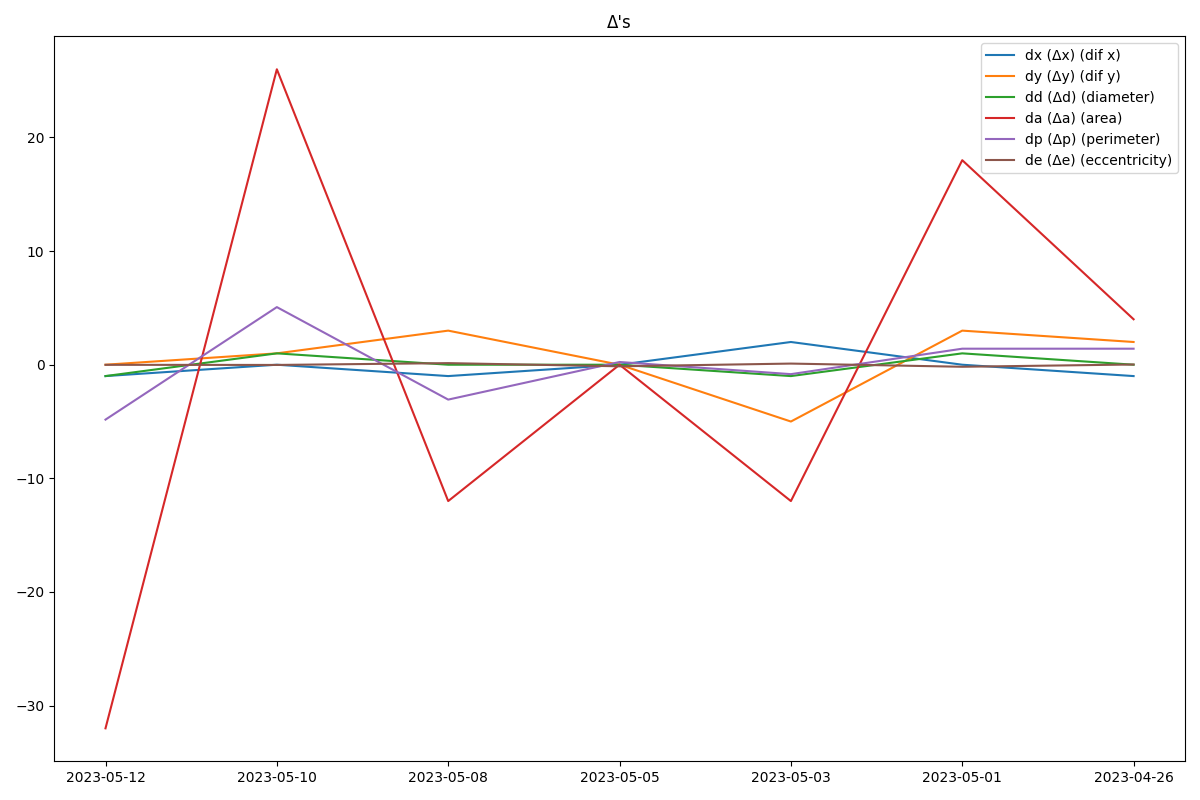 Δ's
dx (Δx) (dif x)
dy (Δy) (dif y)
dd (Δd) (diameter)
da (Δa) (area)
dp (Δp) (perimeter)
de (Δe) (eccentricity)
20
10
0
−10
−20
−30
2023-05-12 2023-05-10 2023-05-08 2023-05-05 2023-05-03 2023-05-01 2023-04-26